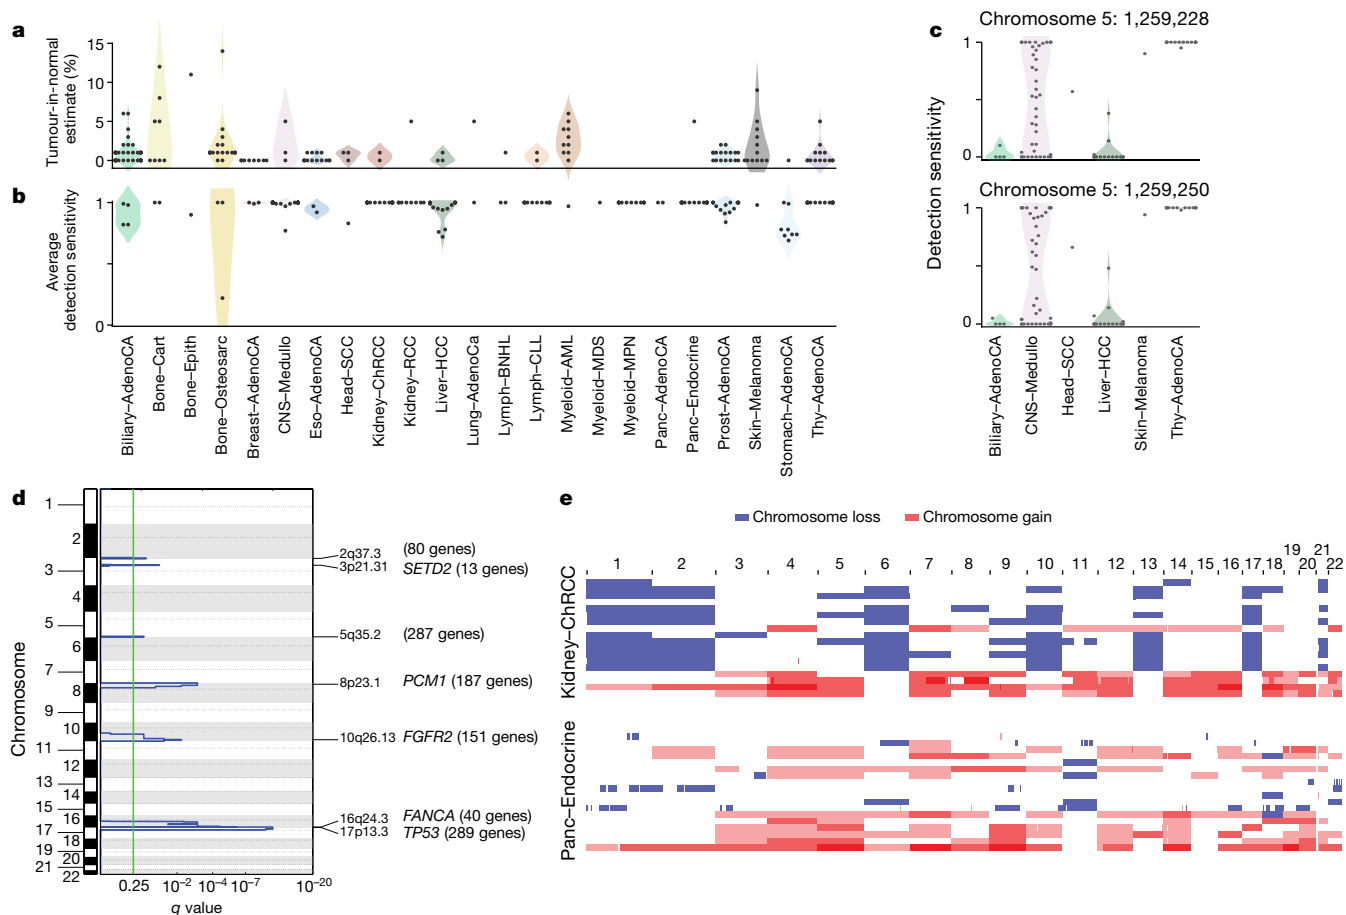 a
Tumour-in-normal
estimate (%)
15
10
5
0
b
Average
detection sensitivity
1
0
Biliary–AdenoCA
Bone–Cart
Bone–Epith
Bone–Osteosarc
Breast–AdenoCA
CNS–Medullo
Eso–AdenoCA
Head–SCC
Kidney–ChRCC
Kidney–RCC
Liver–HCC
Lung–AdenoCa
Lymph–BNHL
Lymph–CLL
Myeloid–AML
Myeloid–MDS
Myeloid–MPN
Panc–AdenoCA
Panc–Endocrine
Prost–AdenoCA
Skin–Melanoma
Stomach–AdenoCA
Thy–AdenoCA
c
Detection sensitivity
Chromosome 5: 1,259,228
1
0
Chromosome 5: 1,259,250
1
0
Biliary–AdenoCA
CNS–Medullo
Head–SCC
Liver–HCC
Skin–Melanoma
Thy–AdenoCA
d
Chromosome
1
2
3
4
5
6
7
8
9
10
11
12
13
14
15
16
17
18
19
20
21
22
2q37.3 (80 genes)
3p21.31 SETD2 (13 genes)
5q35.2 (287 genes)
8p23.1 PCM1 (187 genes)
10q26.13 FGFR2 (151 genes)
16q24.3 FANCA (40 genes)
17p13.3 TP53 (289 genes)
0.25 10⁻² 10⁻⁴ 10⁻⁷ 10⁻²⁰
q value
e
Chromosome loss Chromosome gain
1 2 3 4 5 6 7 8 9 10 11 12 13 14 15 16 17 18 19 20 21 22
Kidney–ChRCC
Panc–Endocrine